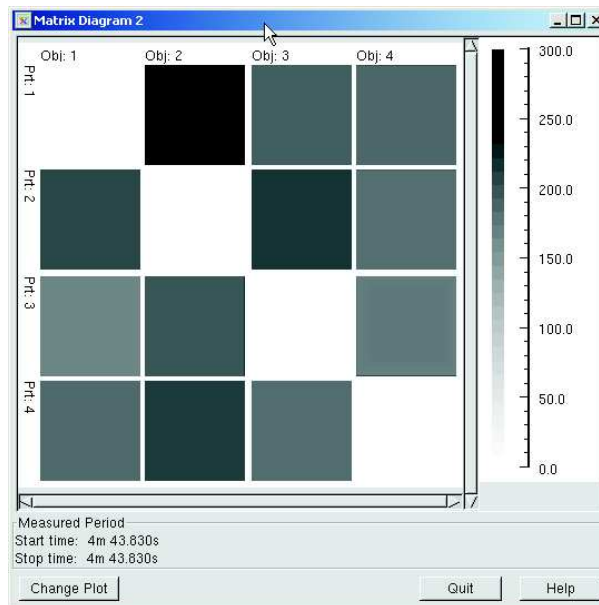 Matrix Diagram 2
Obj: 1 Obj: 2 Obj: 3 Obj: 4
Prt: 1
Prt: 2
Prt: 3
Prt: 4
300.0
250.0
200.0
150.0
100.0
50.0
0.0
Measured Period
Start time: 4m 43.830s
Stop time: 4m 43.830s
Change Plot Quit Help